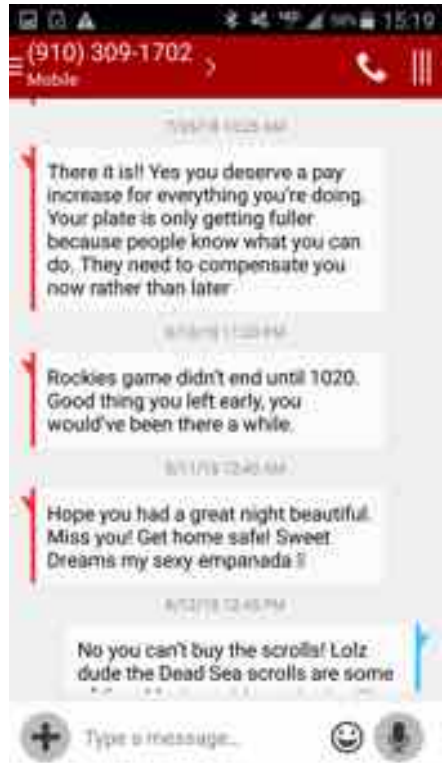 15:19
(910) 309-1702
Mobile
There it is!! Yes you deserve a pay
increase for everything you're doing.
Your plate is only getting fuller
because people know what you can
do. They need to compensate you
now rather than later
Rockies game didn't end until 1020.
Good thing you left early, you
would've been there a while.
Hope you had a great night beautiful.
Miss you! Get home safe! Sweet
Dreams my sexy empanada
No you can't buy the scrolls! Lolz
dude the Dead Sea scrolls are some
Type a message...